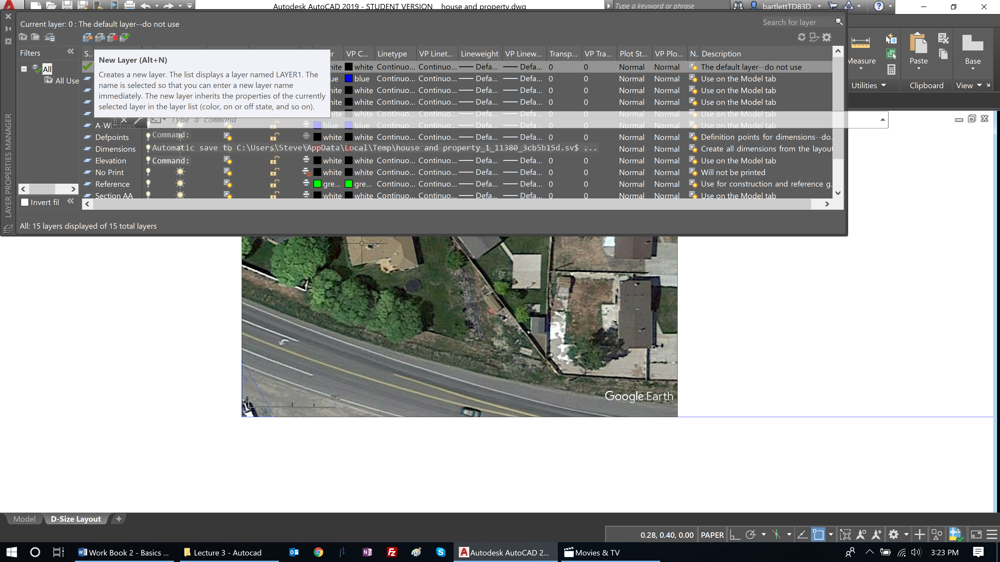 Autodesk AutoCAD 2019 - STUDENT VERSION house and property.dwg
Type a keyword or phrase
bartlettTD83D
Current layer: 0 : The default layer--do not use
Search for layer
Filters
S...
VP C... Linetype VP Linet... Lineweight VP Linew... Transp... VP Tra... Plot St... VP Plo... N. Description
New Layer (Alt+N)
Creates a new layer. The list displays a layer named LAYER1. The
name is selected so that you can enter a new layer name
immediately. The new layer inherits the properties of the currently
selected layer in the layer list (color, on or off state, and so on).
All
All Use
white Continuo... Continuo... Defa... Defa... 0 0 Normal Normal The default layer--do not use
blue Continuo... Continuo... Defa... Defa... 0 0 Normal Normal Use on the Model tab
white Continuo... Continuo... Defa... Defa... 0 0 Normal Normal Use on the Model tab
white Continuo... Continuo... Defa... Defa... 0 0 Normal Normal Use on the Model tab
white Continuo... Continuo... Defa... Defa... 0 0 Normal Normal Use on the Model tab
Type a command
A-Windows blue blue Continuo... Continuo... Defa... Defa... 0 0 Normal Normal Use on the Model tab
Defpoints white white Continuo... Continuo... Defa... Defa... 0 0 Normal Normal Definition points for dimensions--do.
Command:
Dimensions 0 0 Normal Normal Create all dimensions from the layout
Automatic save to C:\Users\Steve\AppData\Local\Temp\house and property_1_11380_3cb5b15d.sv$ ...
Elevation white white Continuo... Continuo... Defa... Defa... 0 0 Normal Normal Use on the Model tab
Command:
No Print white white Continuo... Continuo... Defa... Defa... 0 0 Normal Normal Will not be printed
Reference gre... gre... Continuo... Continuo... Defa... Defa... 0 0 Normal Normal Use for construction and reference g.
Section AA white white Continuo... Continuo... Defa... Defa... 0 0 Normal Normal Use on the Model tab
Invert fil
All: 15 layers displayed of 15 total layers
LAYER PROPERTIES MANAGER
Measure
Paste
Base
Utilities
Clipboard
View
76 ft
Google Earth
Model
D-Size Layout
0.28, 0.40, 0.00
PAPER
Work Book 2 - Basics ...
Lecture 3 - Autocad
Autodesk AutoCAD 2...
Movies & TV
3:23 PM